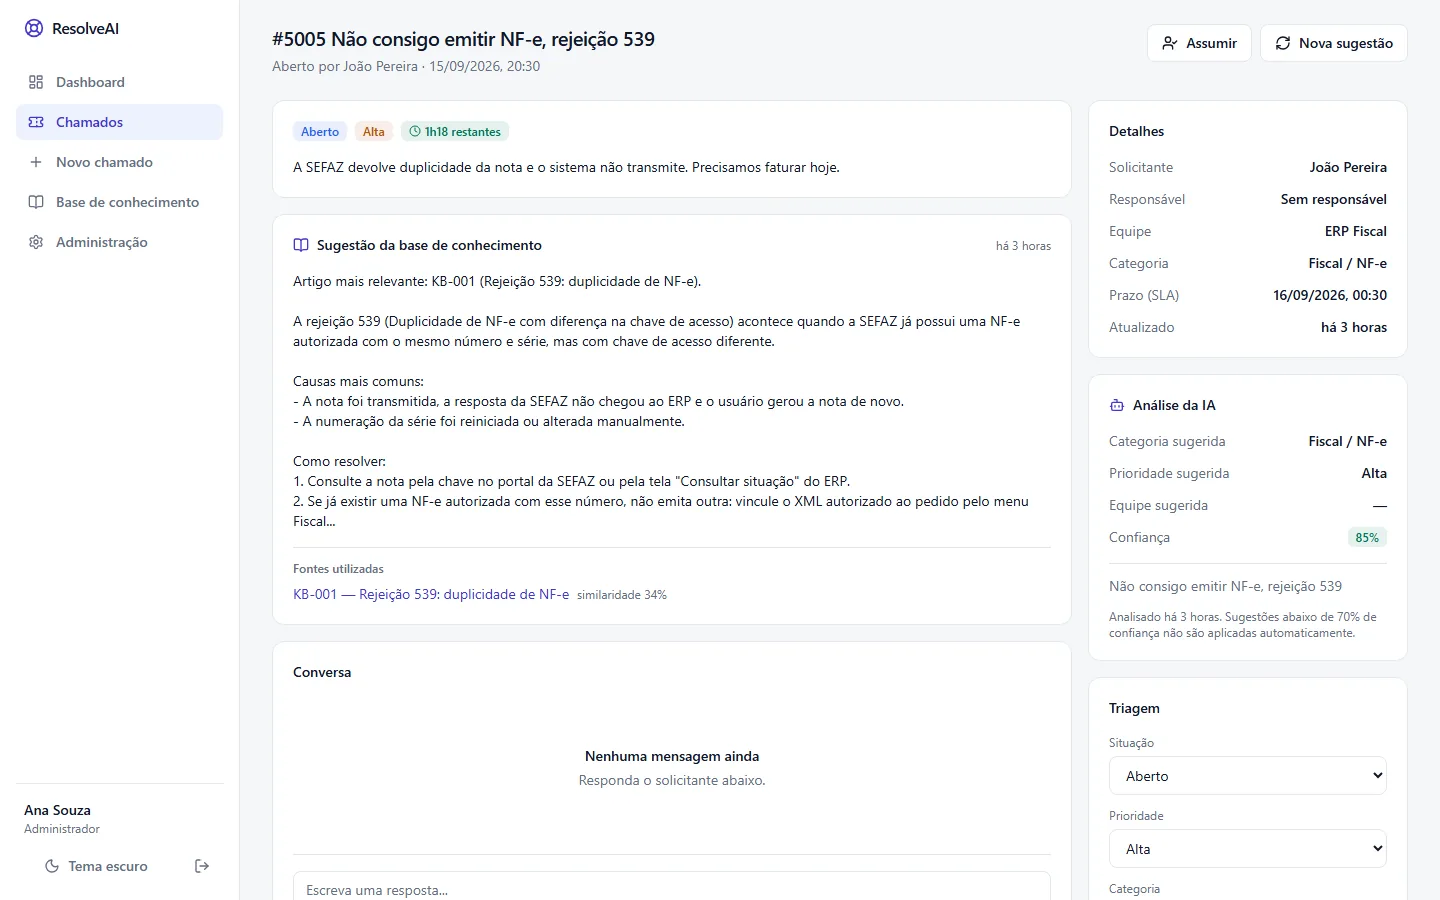 ResolveAI
Dashboard
Chamados
Novo chamado
Base de conhecimento
Administração
Ana Souza
Administrador
Tema escuro
#5005 Não consigo emitir NF-e, rejeição 539
Aberto por João Pereira · 15/09/2026, 20:30
Assumir
Nova sugestão
Aberto
Alta
1h18 restantes
A SEFAZ devolve duplicidade da nota e o sistema não transmite. Precisamos faturar hoje.
Sugestão da base de conhecimento
há 3 horas
Artigo mais relevante: KB-001 (Rejeição 539: duplicidade de NF-e).
A rejeição 539 (Duplicidade de NF-e com diferença na chave de acesso) acontece quando a SEFAZ já possui uma NF-e
autorizada com o mesmo número e série, mas com chave de acesso diferente.
Causas mais comuns:
- A nota foi transmitida, a resposta da SEFAZ não chegou ao ERP e o usuário gerou a nota de novo.
- A numeração da série foi reiniciada ou alterada manualmente.
Como resolver:
1. Consulte a nota pela chave no portal da SEFAZ ou pela tela "Consultar situação" do ERP.
2. Se já existir uma NF-e autorizada com esse número, não emita outra: vincule o XML autorizado ao pedido pelo menu
Fiscal...
Fontes utilizadas
KB-001 — Rejeição 539: duplicidade de NF-e similaridade 34%
Conversa
Nenhuma mensagem ainda
Responda o solicitante abaixo.
Escreva uma resposta...
Detalhes
Solicitante João Pereira
Responsável Sem responsável
Equipe ERP Fiscal
Categoria Fiscal / NF-e
Prazo (SLA) 16/09/2026, 00:30
Atualizado há 3 horas
Análise da IA
Categoria sugerida Fiscal / NF-e
Prioridade sugerida Alta
Equipe sugerida —
Confiança 85%
Não consigo emitir NF-e, rejeição 539
Analisado há 3 horas. Sugestões abaixo de 70% de
confiança não são aplicadas automaticamente.
Triagem
Situação
Aberto
Prioridade
Alta
Categoria